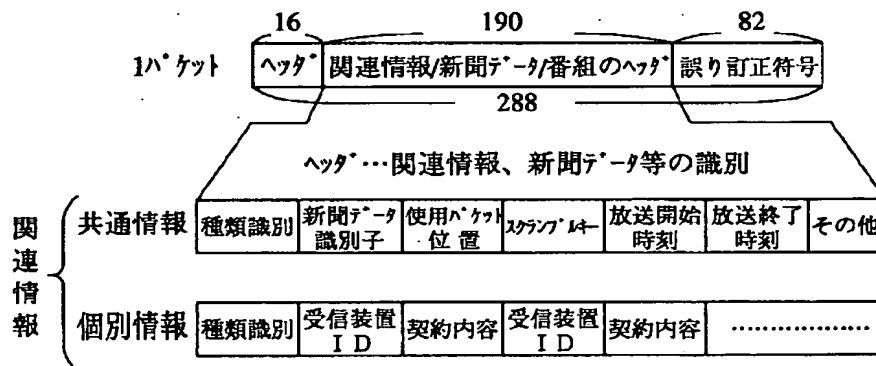 16 190 82
1パケット ヘッダ 関連情報/新聞データ/番組のヘッダ 誤り訂正符号
288
ヘッダ…関連情報、新聞データ等の識別
関連情報
共通情報 種類識別 新聞データ識別子 使用パケット位置 スクランブルキー 放送開始時刻 放送終了時刻 その他
個別情報 種類識別 受信装置ID 契約内容 受信装置ID 契約内容 ………………